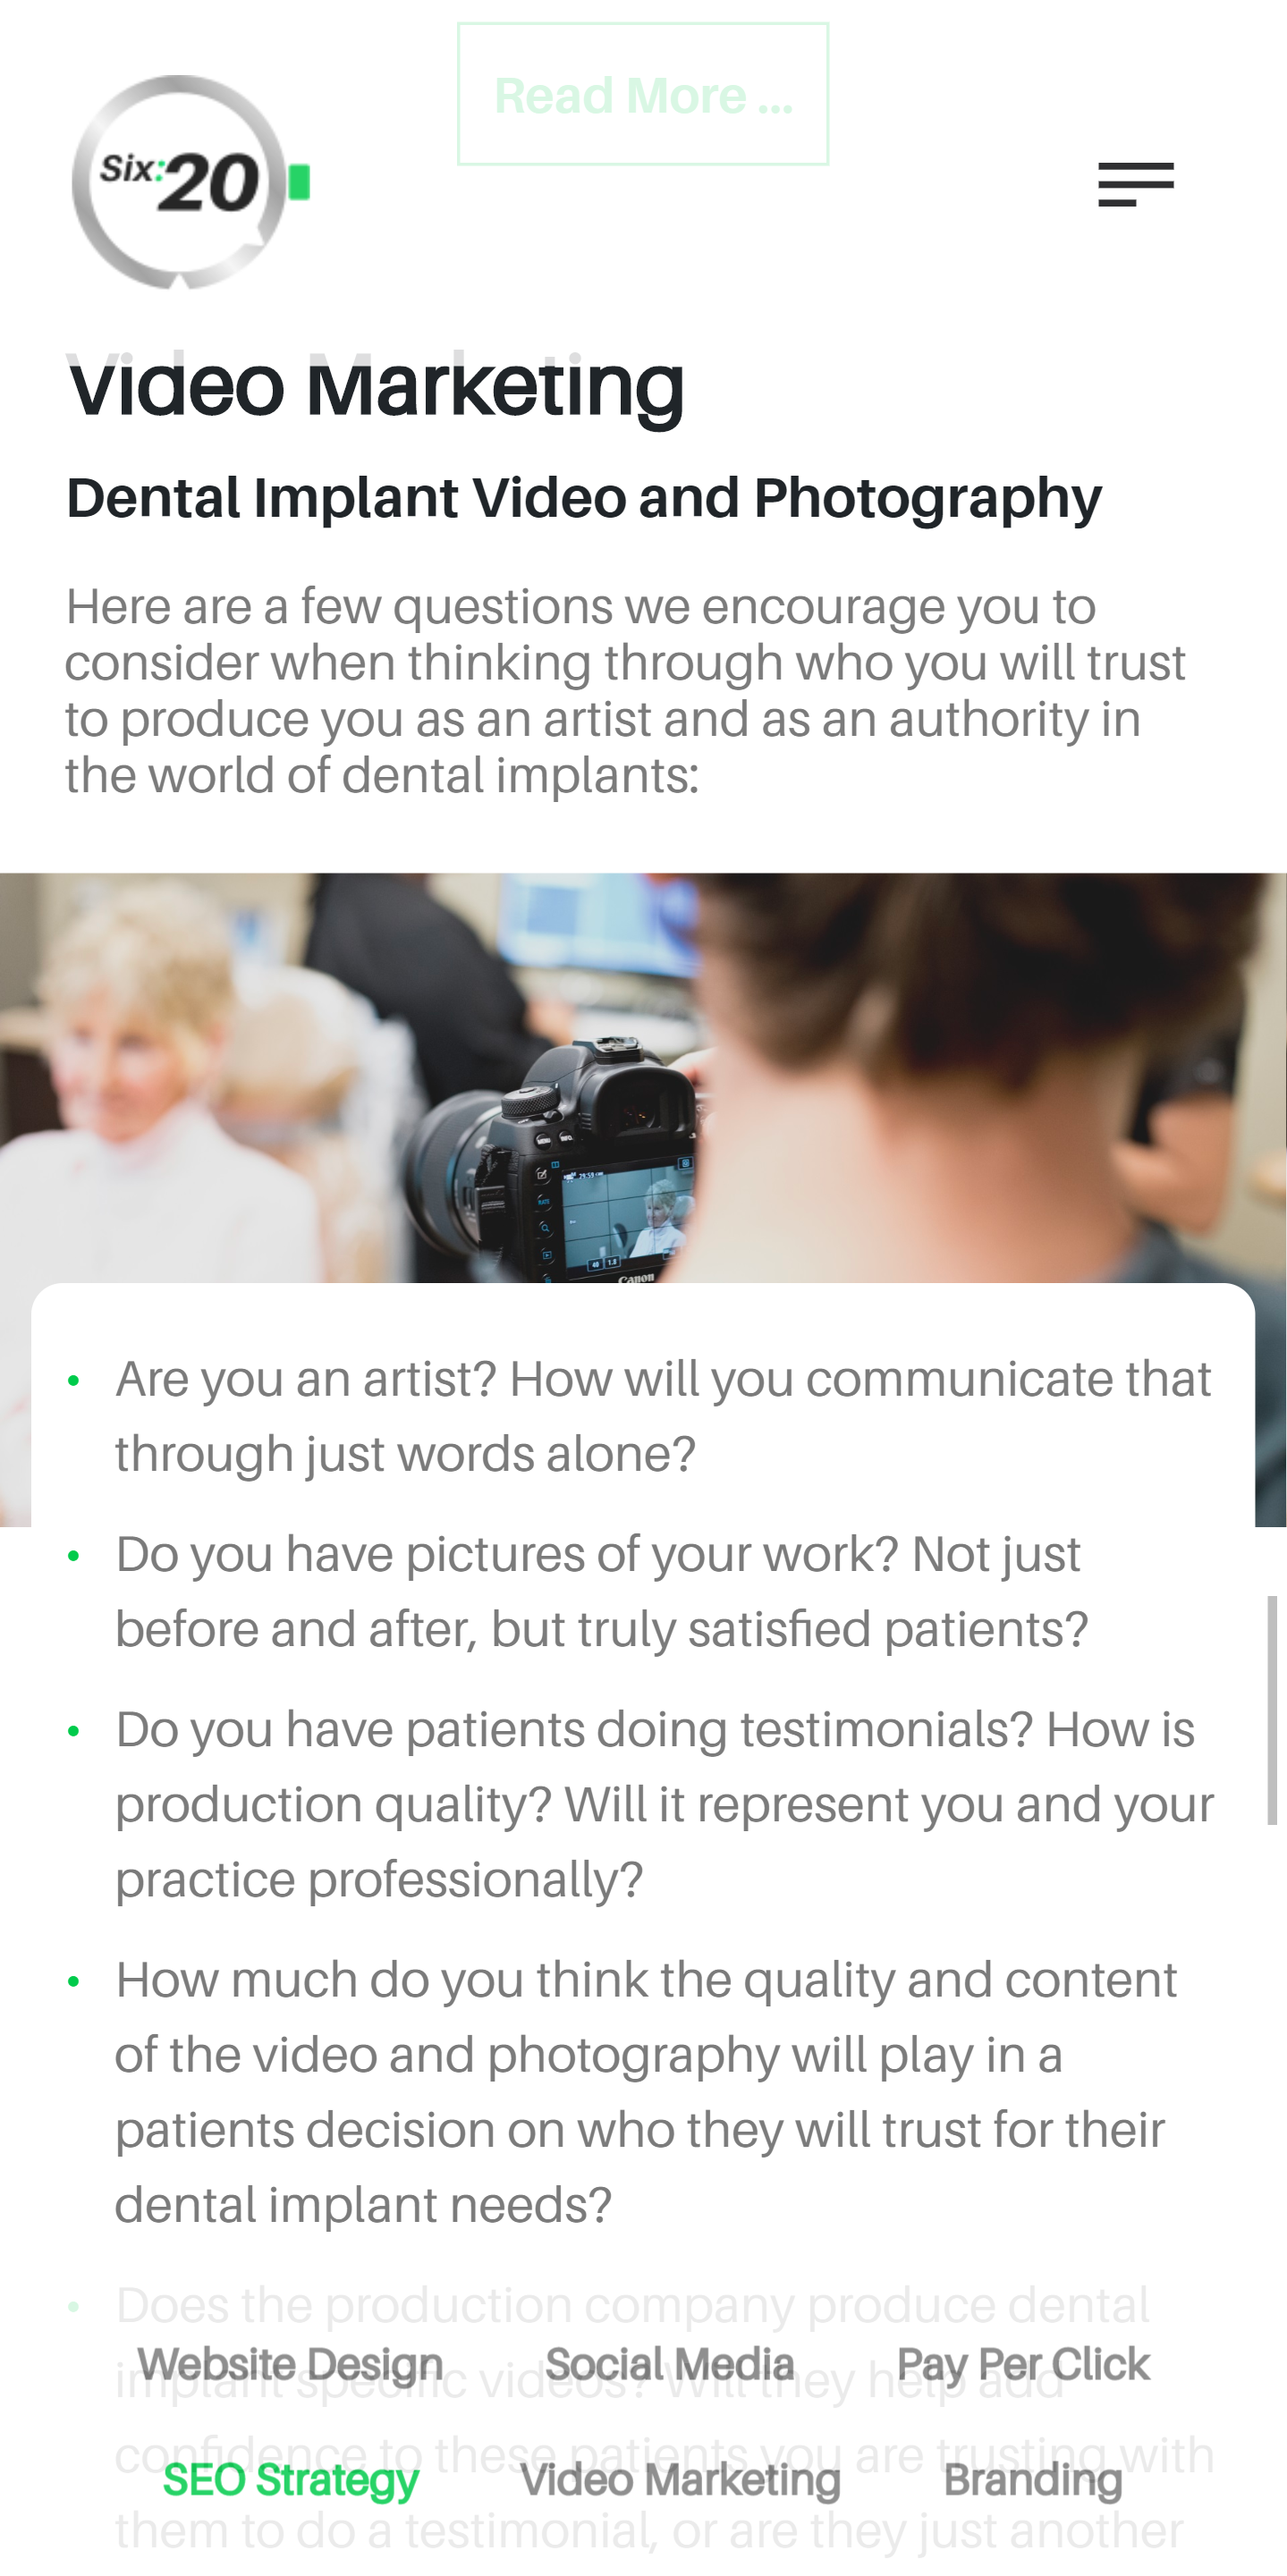 Read More ...
Six:20
Video Marketing
Dental Implant Video and Photography
Here are a few questions we encourage you to
consider when thinking through who you will trust
to produce you as an artist and as an authority in
the world of dental implants:
Canon
• Are you an artist? How will you communicate that
through just words alone?
• Do you have pictures of your work? Not just
before and after, but truly satisfied patients?
• Do you have patients doing testimonials? How is
production quality? Will it represent you and your
practice professionally?
• How much do you think the quality and content
of the video and photography will play in a
patients decision on who they will trust for their
dental implant needs?
• Does the production company produce dental
Website Design Social Media Pay Per Click
implant specific videos? Will they help add
confidence to these patients you are trusting with
SEO Strategy Video Marketing Branding
them to do a testimonial, or are they just another